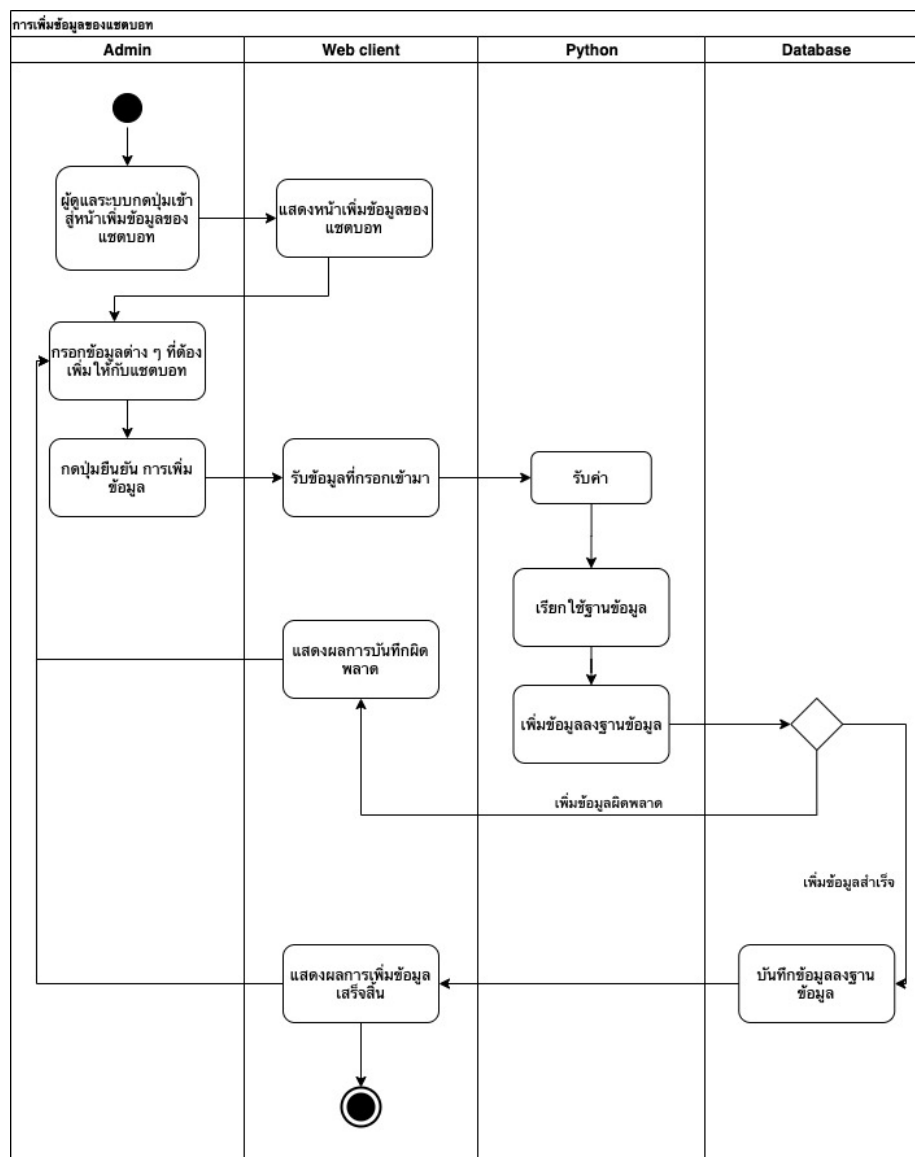 การเพิ่มข้อมูลของแชตบอท
Admin
Web client
Python
Database
ผู้ดูแลระบบกดปุ่มเข้า
สู่หน้าเพิ่มข้อมูลของ
แชตบอท
แสดงหน้าเพิ่มข้อมูลของ
แชตบอท
กรอกข้อมูลต่าง ๆ ที่ต้อง
เพิ่มให้กับแชตบอท
กดปุ่มยืนยัน การเพิ่ม
ข้อมูล
รับข้อมูลที่กรอกเข้ามา
รับค่า
เรียกใช้ฐานข้อมูล
แสดงผลการบันทึกผิด
พลาด
เพิ่มข้อมูลลงฐานข้อมูล
เพิ่มข้อมูลผิดพลาด
เพิ่มข้อมูลสำเร็จ
แสดงผลการเพิ่มข้อมูล
เสร็จสิ้น
บันทึกข้อมูลลงฐาน
ข้อมูล